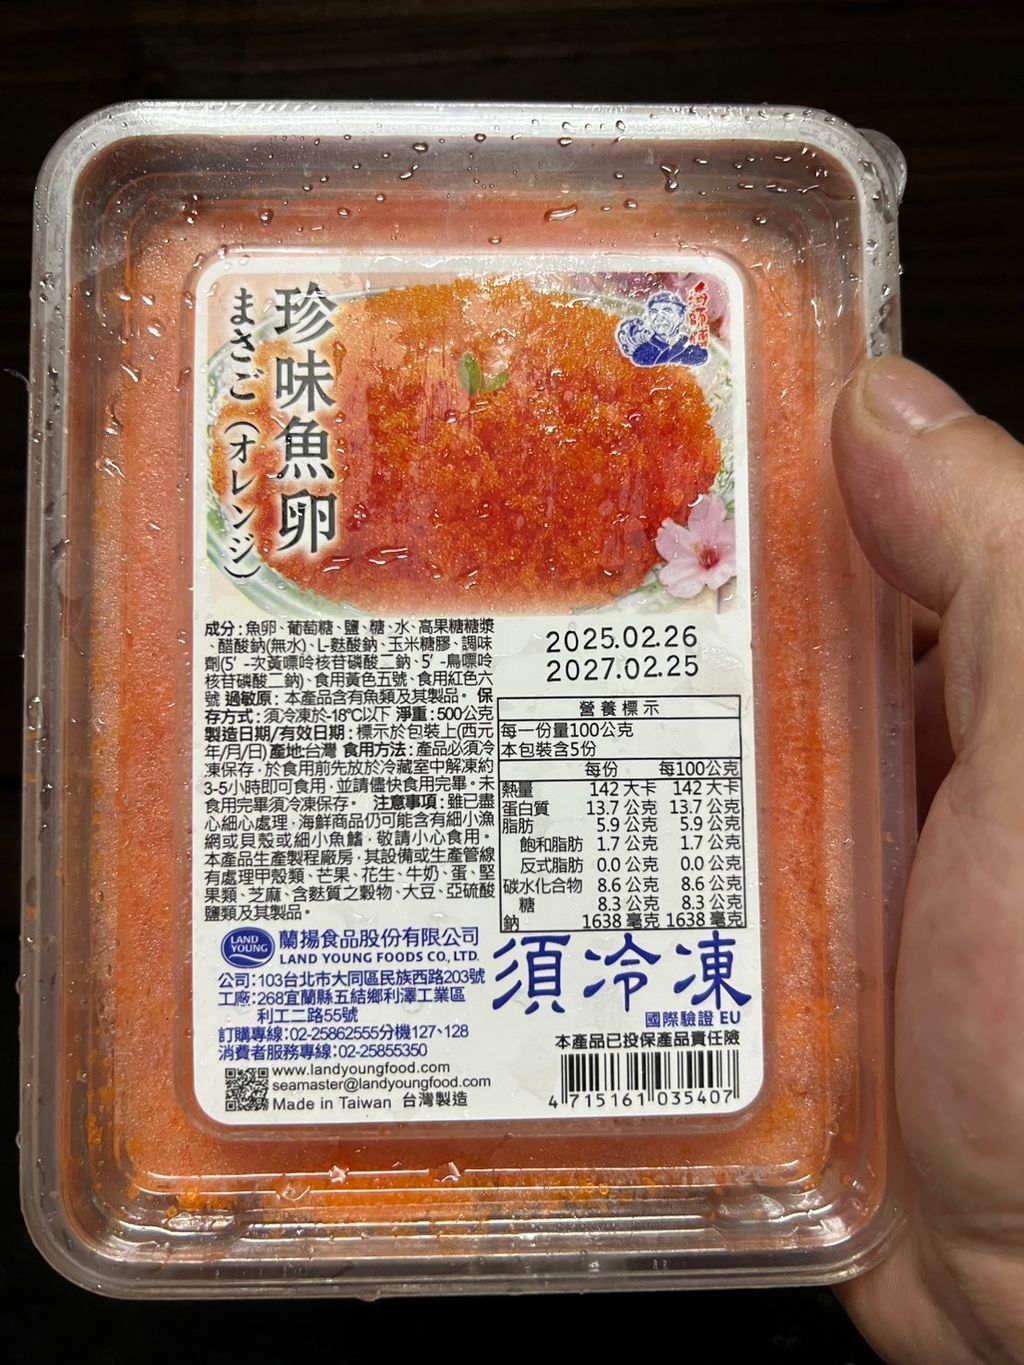 珍味魚卵
まさご(オレンジ)
海師傅
成分:魚卵、葡萄糖、鹽、糖、水、高果糖糖漿
、醋酸鈉(無水)、L-麩酸鈉、玉米糖膠、調味
劑(5'-次黃嘌呤核苷磷酸二鈉、5'-鳥嘌呤
核苷磷酸二鈉)、食用黃色五號、食用紅色六
號 過敏原:本產品含有魚類及其製品。 保
存方式:須冷凍於-18℃以下 淨重:500公克
製造日期/有效日期:標示於包裝上(西元
年/月/日) 產地:台灣 食用方法:產品必須冷
凍保存,於食用前先放於冷藏室中解凍約
3-5小時即可食用,並請儘快食用完畢。未
食用完畢須冷凍保存。 注意事項:雖已盡
心細心處理,海鮮商品仍可能含有細小漁
網或貝殼或細小魚鰭,敬請小心食用。
本產品生產製程廠房,其設備或生產管線
有處理甲殼類、芒果、花生、牛奶、蛋、堅
果類、芝麻、含麩質之穀物、大豆、亞硫酸
鹽類及其製品。
2025.02.26
2027.02.25
營養標示
每一份量100公克
本包裝含5份
每份 每100公克
熱量 142 大卡 142 大卡
蛋白質 13.7 公克 13.7 公克
脂肪 5.9 公克 5.9 公克
飽和脂肪 1.7 公克 1.7 公克
反式脂肪 0.0 公克 0.0 公克
碳水化合物 8.6 公克 8.6 公克
糖 8.3 公克 8.3 公克
鈉 1638 毫克 1638 毫克
LAND YOUNG
蘭揚食品股份有限公司
LAND YOUNG FOODS CO., LTD.
公司:103台北市大同區民族西路203號
工廠:268宜蘭縣五結鄉利澤工業區
利工二路55號
訂購專線:02-25862555分機127、128
消費者服務專線:02-25855350
www.landyoungfood.com
seamaster@landyoungfood.com
Made in Taiwan 台灣製造
須冷凍
國際驗證 EU
本產品已投保產品責任險
4 715161 035407